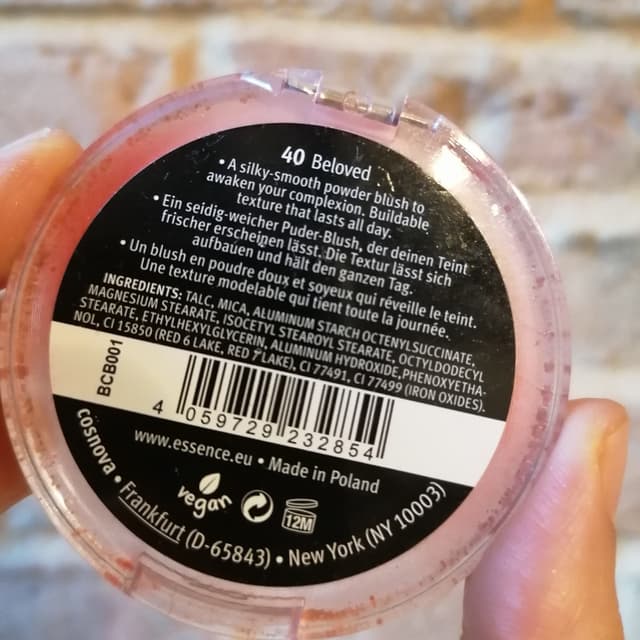 40 Beloved
• A silky-smooth powder blush to
awaken your complexion. Buildable
texture that lasts all day.
• Ein seidig-weicher Puder-Blush, der deinen Teint
frischer erscheinen lässt. Die Textur lässt sich
aufbauen und hält den ganzen Tag.
• Un blush en poudre doux et soyeux qui réveille le teint.
Une texture modelable qui tient toute la journée.
INGREDIENTS: TALC, MICA, ALUMINUM STARCH OCTENYLSUCCINATE,
MAGNESIUM STEARATE, ISOCETYL STEAROYL STEARATE, OCTYLDODECYL
STEARATE, ETHYLHEXYLGLYCERIN, ALUMINUM HYDROXIDE, PHENOXYETHA-
NOL, CI 15850 (RED 6 LAKE, RED 7 LAKE), CI 77491, CI 77499 (IRON OXIDES).
BCB001
4 059729 232854
www.essence.eu • Made in Poland
vegan
12M
cosnova • Frankfurt (D-65843) • New York (NY 10003)